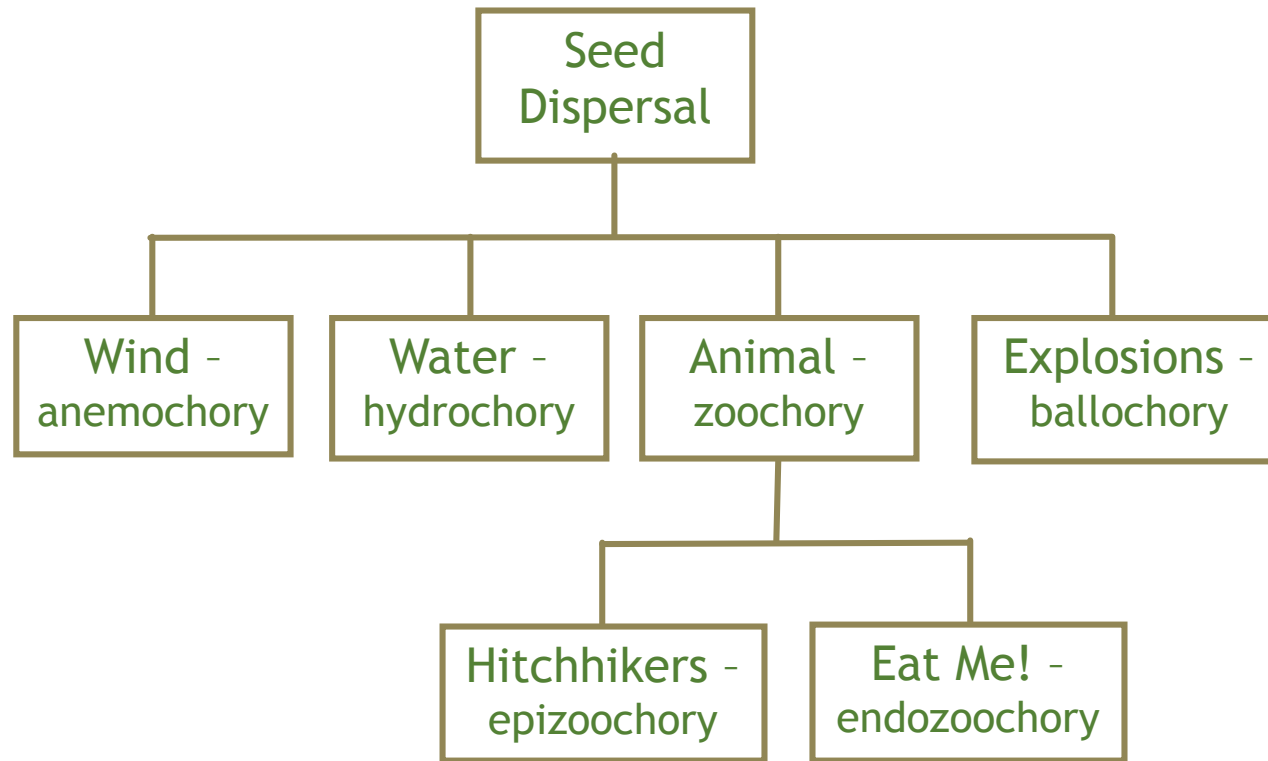 Seed
Dispersal
Wind –
anemochory
Water –
hydrochory
Animal –
zoochory
Explosions –
ballochory
Hitchhikers –
epizoochory
Eat Me! –
endozoochory